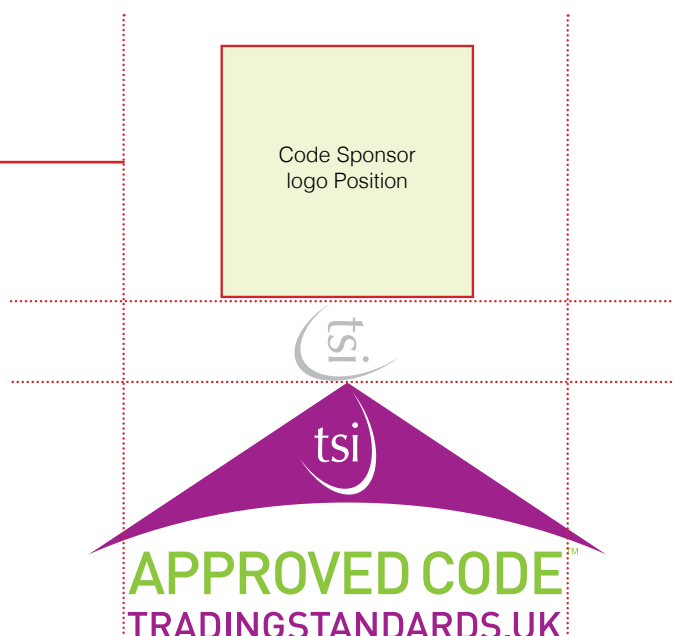 Code Sponsor
logo Position
tsi
tsi
APPROVED CODE™
TRADINGSTANDARDS.UK